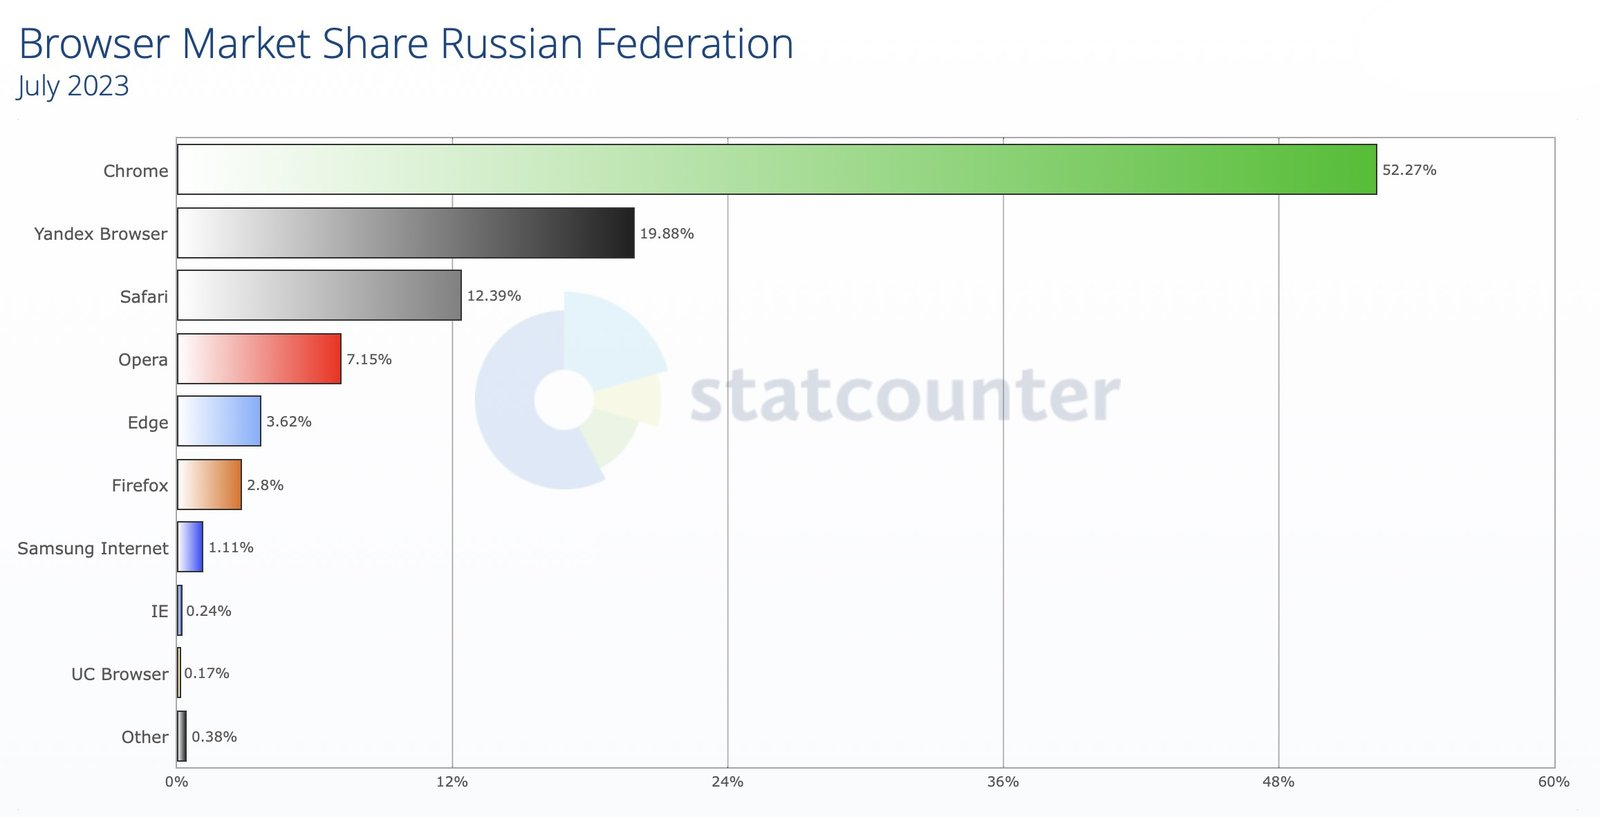 Browser Market Share Russian Federation
July 2023
Chrome 52.27%
Yandex Browser 19.88%
Safari 12.39%
Opera 7.15%
statcounter
Edge 3.62%
Firefox 2.8%
Samsung Internet 1.11%
IE 0.24%
UC Browser 0.17%
Other 0.38%
0% 12% 24% 36% 48% 60%